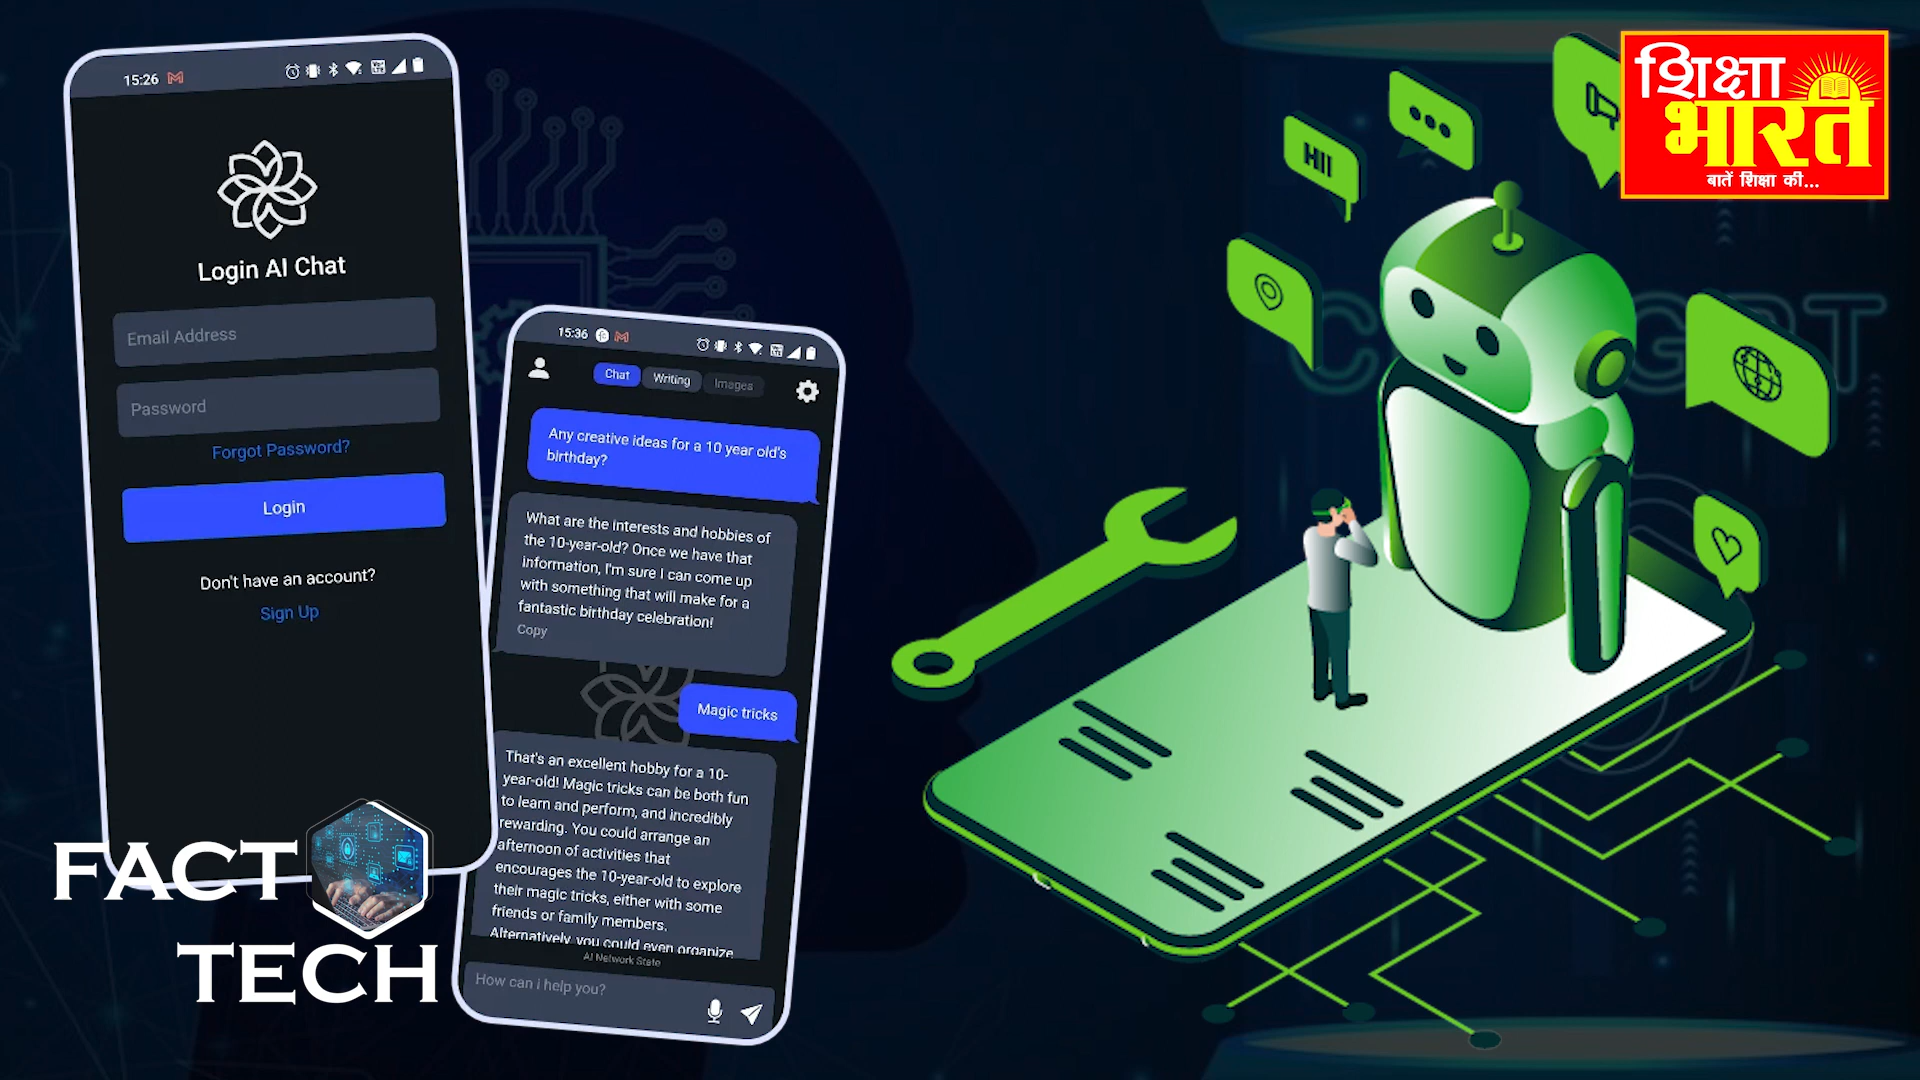 15:26
Login AI Chat
Email Address
Password
Forgot Password?
Login
Don't have an account?
Sign Up
15:36
Chat
Writing
Images
Any creative ideas for a 10 year old's
birthday?
What are the interests and hobbies of
the 10-year-old? Once we have that
information, I'm sure I can come up
with something that will make for a
fantastic birthday celebration!
Copy
Magic tricks
That's an excellent hobby for a 10-
year-old! Magic tricks can be both fun
to learn and perform, and incredibly
rewarding. You could arrange an
afternoon of activities that
encourages the 10-year-old to explore
their magic tricks, either with some
friends or family members.
Alternatively, you could even organize
AI Network State
How can i help you?
FACT
TECH
शिक्षा
भारत
बातें शिक्षा की...